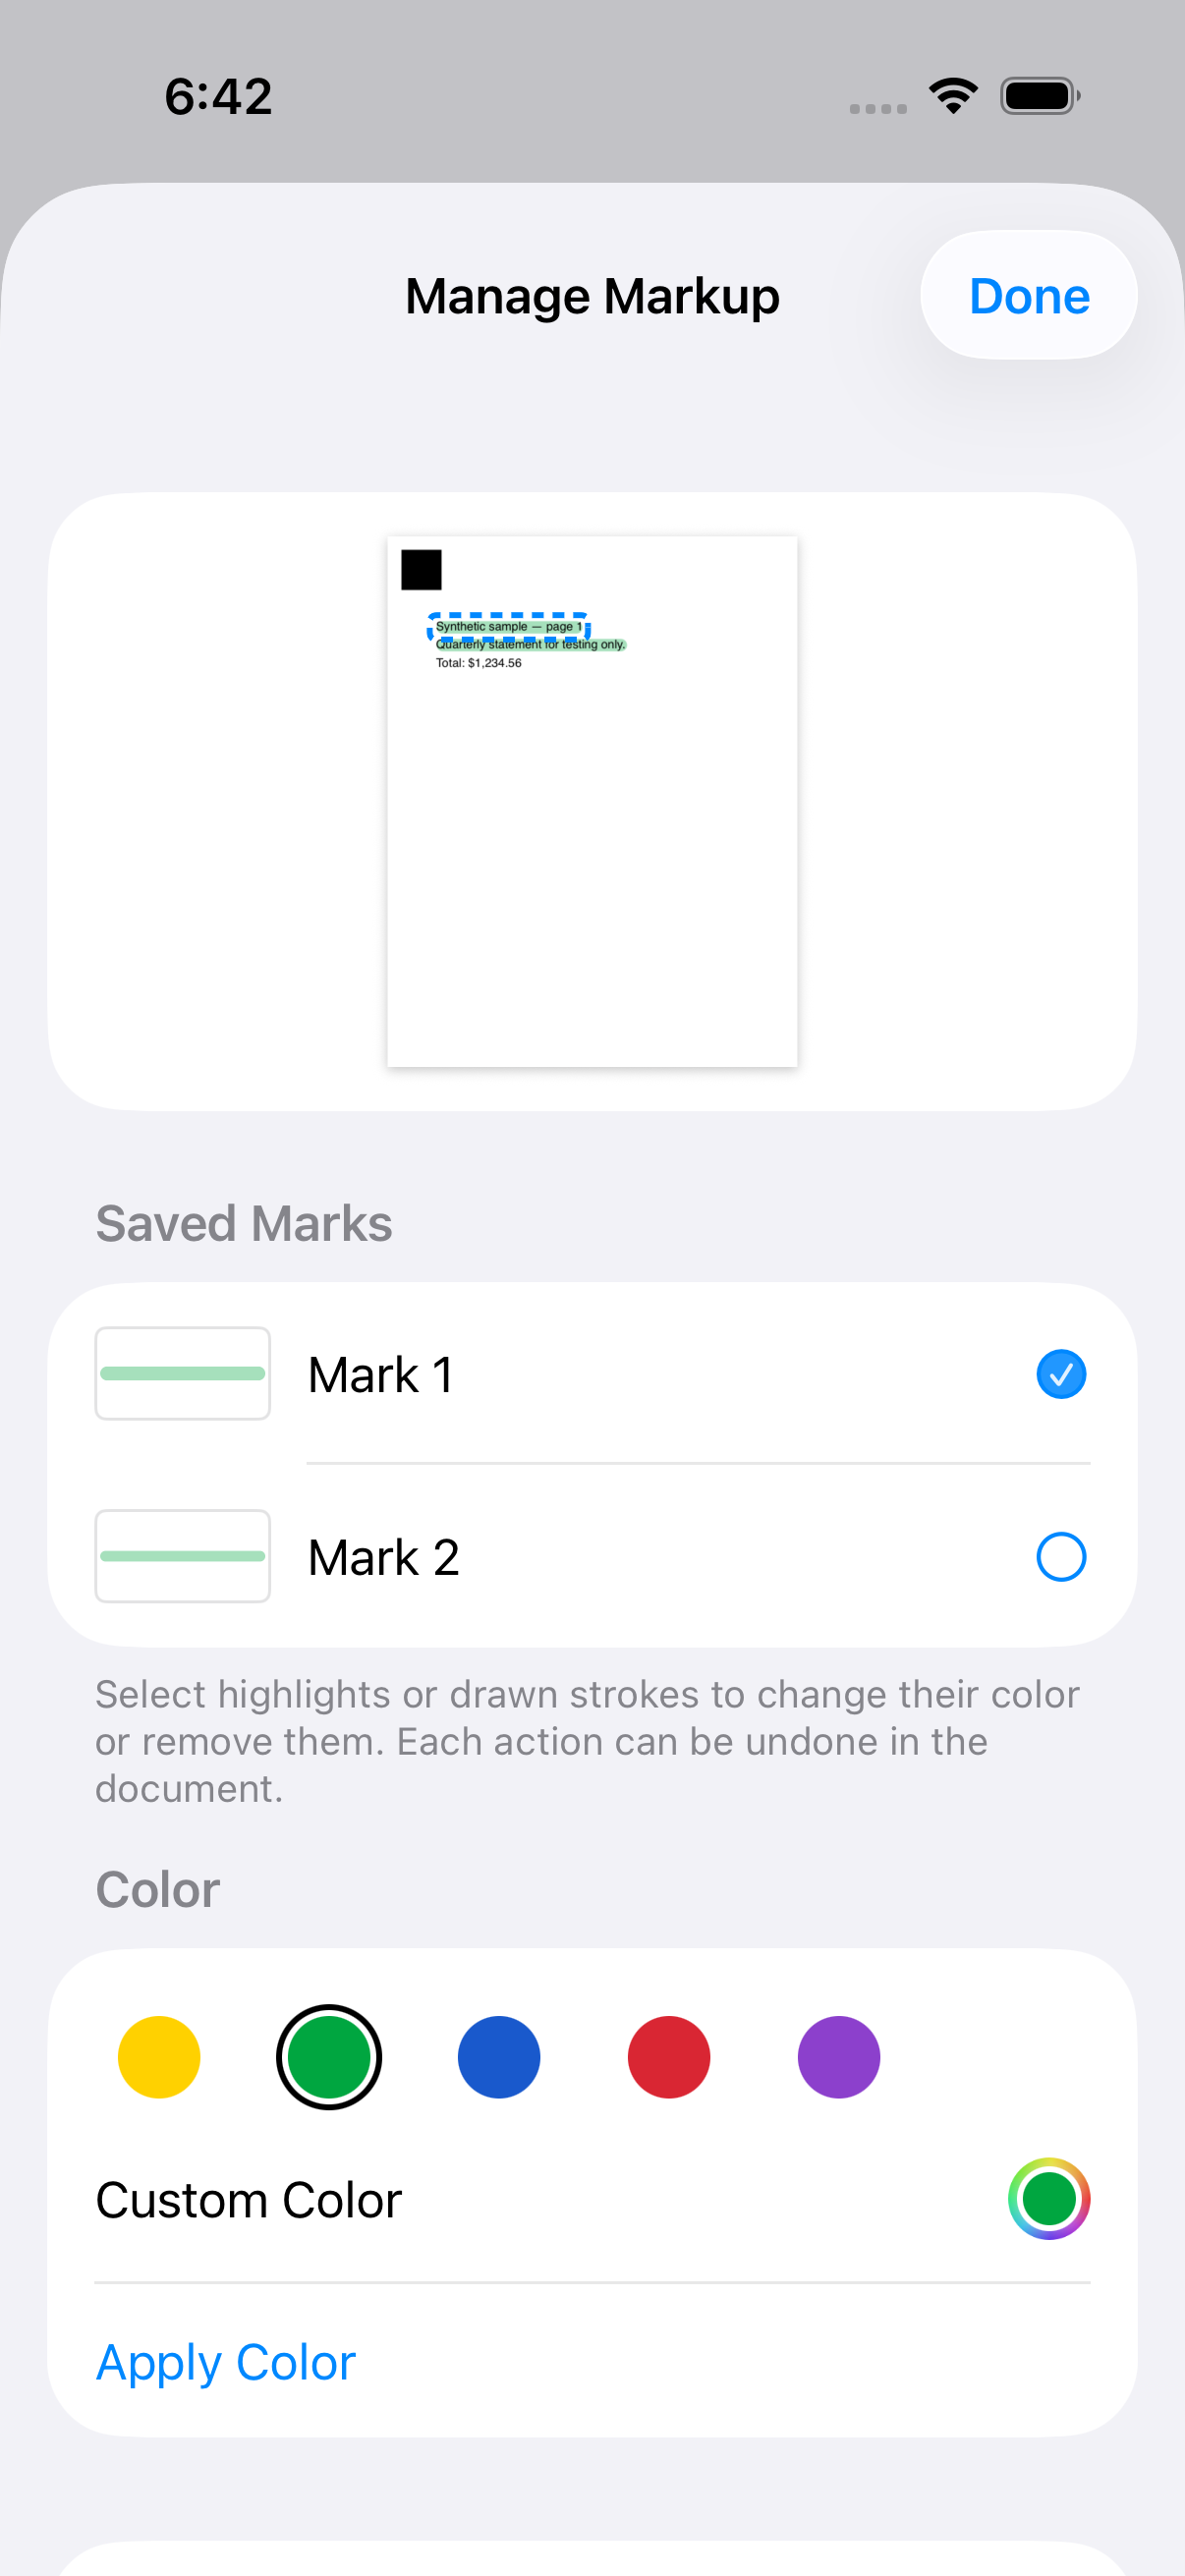 6:42
Manage Markup
Done
Synthetic sample — page 1
Quarterly statement for testing only.
Total: $1,234.56
Saved Marks
Mark 1
Mark 2
Select highlights or drawn strokes to change their color
or remove them. Each action can be undone in the
document.
Color
Custom Color
Apply Color